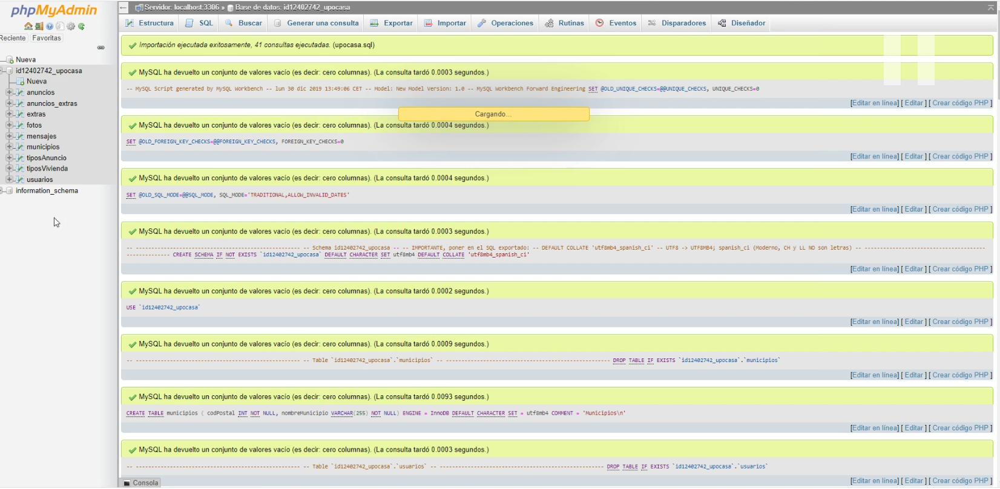 phpMyAdmin
Reciente Favoritas
Nueva
id12402742_upocasa
Nueva
anuncios
anuncios_extras
extras
fotos
mensajes
municipios
tiposAnuncio
tiposVivienda
usuarios
information_schema
Servidor: localhost:3306 » Base de datos: id12402742_upocasa
Estructura SQL Buscar Generar una consulta Exportar Importar Operaciones Rutinas Eventos Disparadores Diseñador
Importación ejecutada exitosamente, 41 consultas ejecutadas. (upocasa.sql)
MySQL ha devuelto un conjunto de valores vacío (es decir: cero columnas). (La consulta tardó 0.0003 segundos.)
-- MySQL Script generated by MySQL Workbench -- lun 30 dic 2019 13:49:06 CET -- Model: New Model Version: 1.0 -- MySQL Workbench Forward Engineering SET @OLD_UNIQUE_CHECKS=@@UNIQUE_CHECKS, UNIQUE_CHECKS=0
[Editar en línea] [ Editar ] [ Crear código PHP ]
Cargando...
MySQL ha devuelto un conjunto de valores vacío (es decir: cero columnas). (La consulta tardó 0.0004 segundos.)
SET @OLD_FOREIGN_KEY_CHECKS=@@FOREIGN_KEY_CHECKS, FOREIGN_KEY_CHECKS=0
[Editar en línea] [ Editar ] [ Crear código PHP ]
MySQL ha devuelto un conjunto de valores vacío (es decir: cero columnas). (La consulta tardó 0.0004 segundos.)
SET @OLD_SQL_MODE=@@SQL_MODE, SQL_MODE='TRADITIONAL,ALLOW_INVALID_DATES'
[Editar en línea] [ Editar ] [ Crear código PHP ]
MySQL ha devuelto un conjunto de valores vacío (es decir: cero columnas). (La consulta tardó 0.0003 segundos.)
-- ----------------------------------------------------- -- Schema id12402742_upocasa -- -- IMPORTANTE, poner en el SQL exportado: -- DEFAULT COLLATE 'utf8mb4_spanish_ci' -- UTF8 -> UTF8MB4; spanish_ci (Moderno, CH y LL NO son letras) -- ---------------------------------------
-------------- CREATE SCHEMA IF NOT EXISTS `id12402742_upocasa` DEFAULT CHARACTER SET utf8mb4 DEFAULT COLLATE 'utf8mb4_spanish_ci'
[Editar en línea] [ Editar ] [ Crear código PHP ]
MySQL ha devuelto un conjunto de valores vacío (es decir: cero columnas). (La consulta tardó 0.0002 segundos.)
USE `id12402742_upocasa`
[Editar en línea] [ Editar ] [ Crear código PHP ]
MySQL ha devuelto un conjunto de valores vacío (es decir: cero columnas). (La consulta tardó 0.0009 segundos.)
-- ----------------------------------------------------- -- Table `id12402742_upocasa`.`municipios` -- ----------------------------------------------------- DROP TABLE IF EXISTS `id12402742_upocasa`.`municipios`
[Editar en línea] [ Editar ] [ Crear código PHP ]
MySQL ha devuelto un conjunto de valores vacío (es decir: cero columnas). (La consulta tardó 0.0093 segundos.)
CREATE TABLE municipios ( codPostal INT NOT NULL, nombreMunicipio VARCHAR(255) NOT NULL) ENGINE = InnoDB DEFAULT CHARACTER SET = utf8mb4 COMMENT = 'Municipios\n'
[Editar en línea] [ Editar ] [ Crear código PHP ]
MySQL ha devuelto un conjunto de valores vacío (es decir: cero columnas). (La consulta tardó 0.0003 segundos.)
-- ----------------------------------------------------- -- Table `id12402742_upocasa`.`usuarios` -- ----------------------------------------------------- DROP TABLE IF EXISTS `id12402742_upocasa`.`usuarios`
[Editar en línea] [ Editar ] [ Crear código PHP ]
Consola